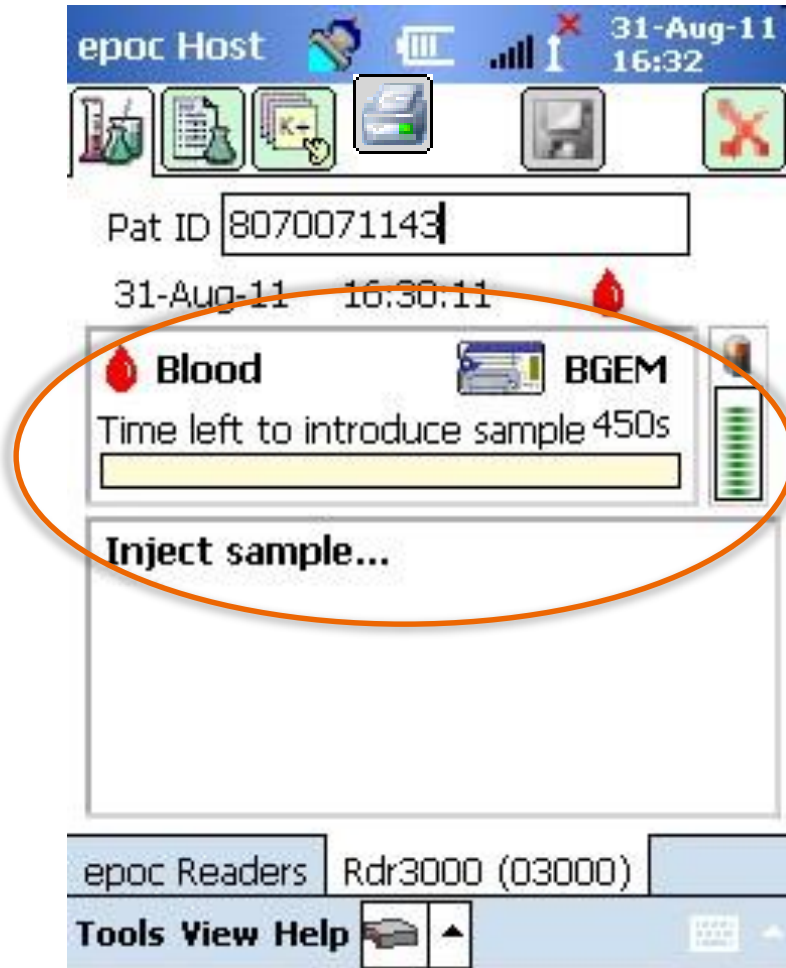 epoc Host
31-Aug-11
16:32
K+
Pat ID 8070071143
31-Aug-11 16:30:11
Blood BGEM
Time left to introduce sample 450s
Inject sample...
epoc Readers Rdr3000 (03000)
Tools View Help